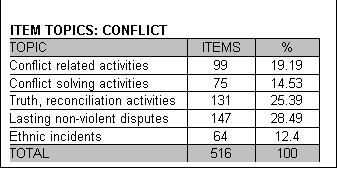 ITEM TOPICS: CONFLICT
TOPIC ITEMS %
Conflict related activities 99 19.19
Conflict solving activities 75 14.53
Truth, reconciliation activities 131 25.39
Lasting non-violent disputes 147 28.49
Ethnic incidents 64 12.4
TOTAL 516 100